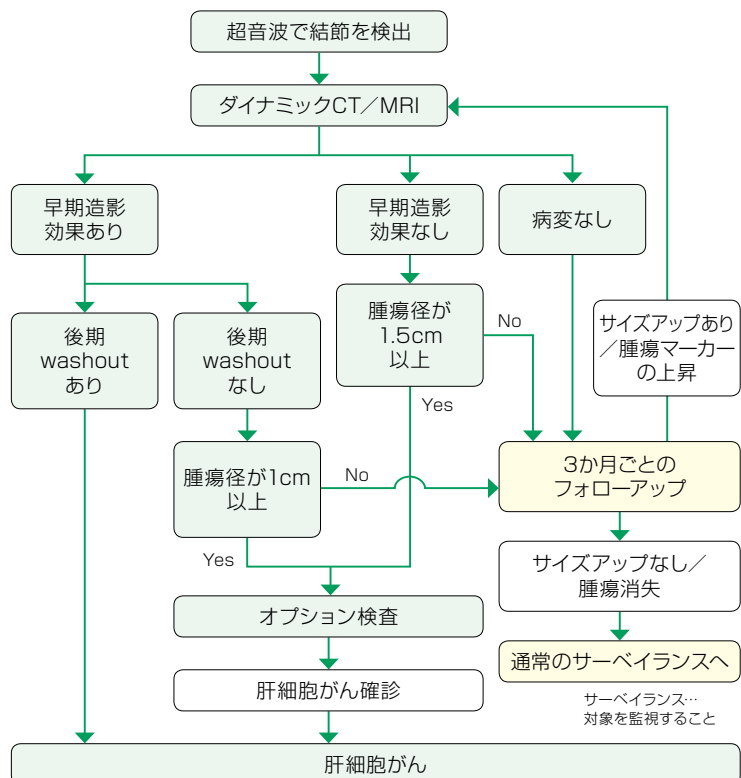 超音波で結節を検出
ダイナミックCT／MRI
早期造影
効果あり
早期造影
効果なし
病変なし
後期
washout
あり
後期
washout
なし
腫瘍径が
1.5cm
以上
No
Yes
サイズアップあり
／腫瘍マーカー
の上昇
腫瘍径が1cm
以上
No
Yes
3か月ごとの
フォローアップ
サイズアップなし／
腫瘍消失
オプション検査
通常のサーベイランスへ
肝細胞がん確診
サーベイランス…
対象を監視すること
肝細胞がん